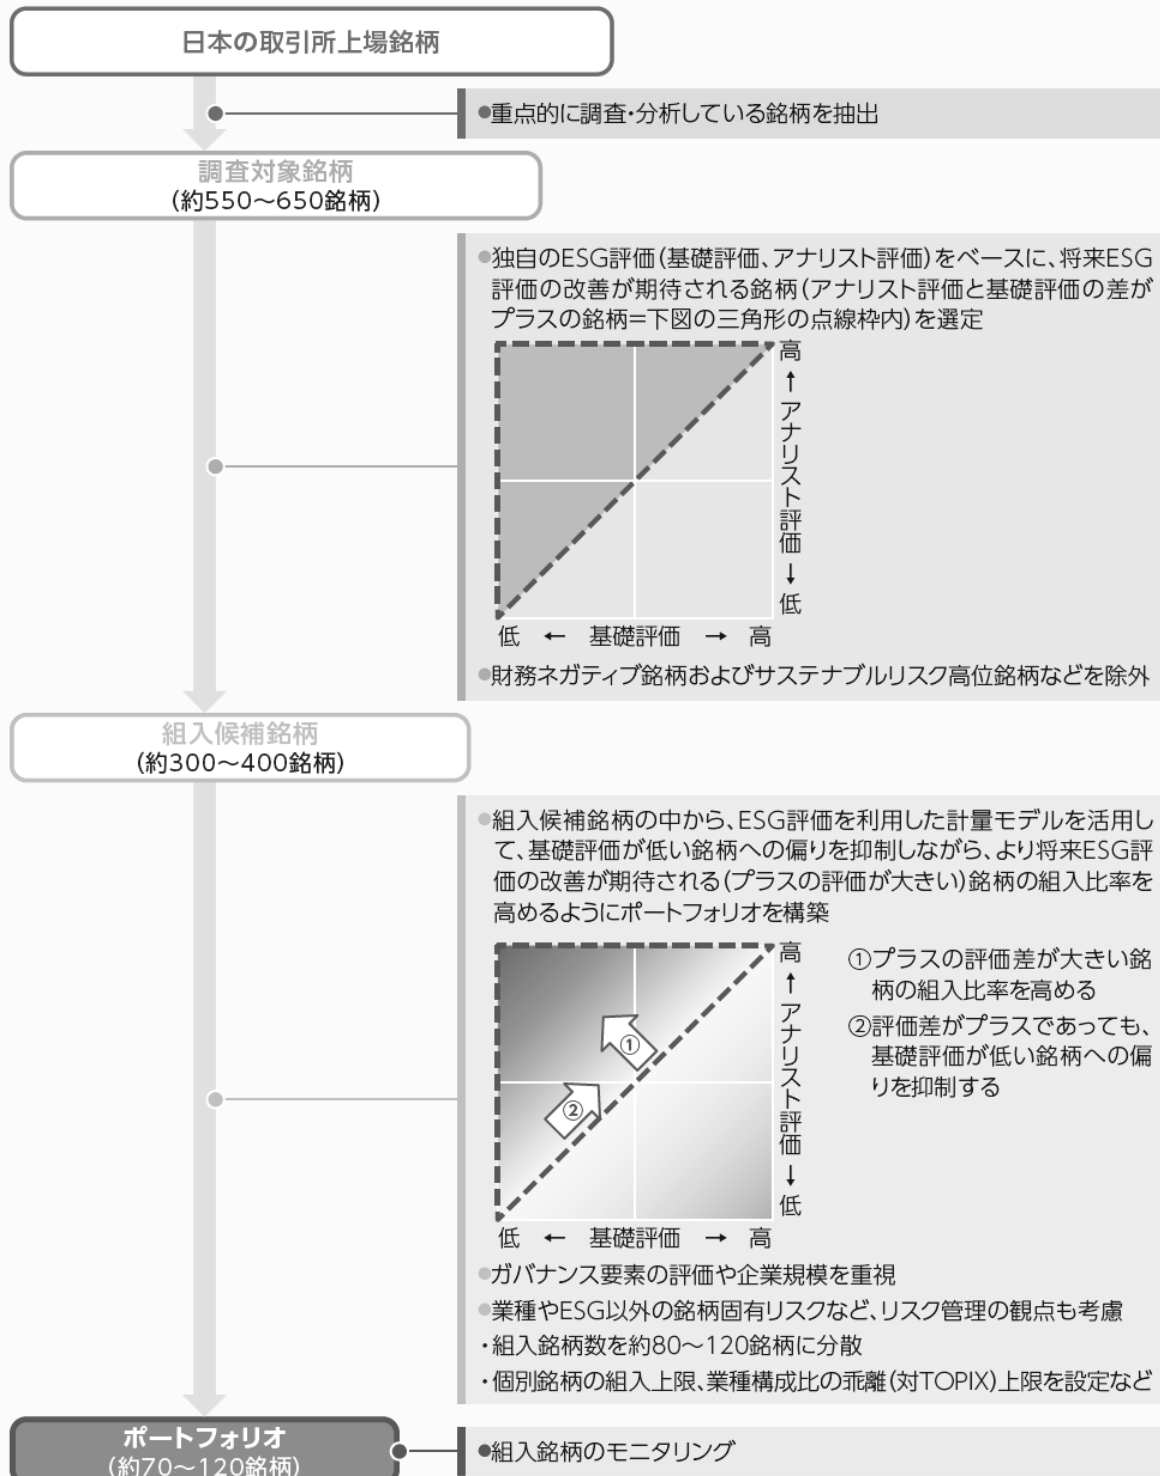 日本の取引所上場銘柄
●重点的に調査・分析している銘柄を抽出
調査対象銘柄
(約550～650銘柄)
●独自のESG評価(基礎評価、アナリスト評価)をベースに、将来ESG
評価の改善が期待される銘柄(アナリスト評価と基礎評価の差が
プラスの銘柄=下図の三角形の点線枠内)を選定
高
↑
アナリスト評価
↓
低
低 ← 基礎評価 → 高
●財務ネガティブ銘柄およびサステナブルリスク高位銘柄などを除外
組入候補銘柄
(約300～400銘柄)
●組入候補銘柄の中から、ESG評価を利用した計量モデルを活用し
て、基礎評価が低い銘柄への偏りを抑制しながら、より将来ESG評
価の改善が期待される(プラスの評価が大きい)銘柄の組入比率を
高めるようにポートフォリオを構築
①
②
高
↑
アナリスト評価
↓
低
低 ← 基礎評価 → 高
①プラスの評価差が大きい銘
柄の組入比率を高める
②評価差がプラスであっても、
基礎評価が低い銘柄への偏
りを抑制する
●ガバナンス要素の評価や企業規模を重視
●業種やESG以外の銘柄固有リスクなど、リスク管理の観点も考慮
・組入銘柄数を約80～120銘柄に分散
・個別銘柄の組入上限、業種構成比の乖離(対TOPIX)上限を設定など
ポートフォリオ
(約70～120銘柄)
●組入銘柄のモニタリング